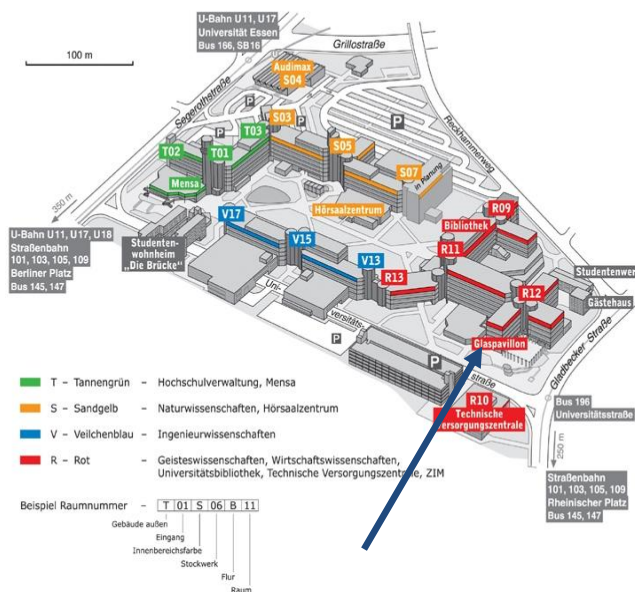 U-Bahn U11, U17
Universität Essen
Bus 166, SB16
Grillostraße
100 m
Segerothstraße
Reckhammerweg
Audimax
S04
P
P
S03
T03
P
P
T02
T01
S05
S07
in Planung
Mensa
350 m
Hörsaalzentrum
V17
R09
Bibliothek
U-Bahn U11, U17, U18
Straßenbahn
101, 103, 105, 109
Berliner Platz
Bus 145, 147
Studenten-
wohnheim
„Die Brücke“
V15
V13
R11
R13
Studentenwer
Gästehaus
R12
Uni-
versitäts-
straße
P
P
Glaspavillon
Gladbecker Straße
R10
Technische
Versorgungszentrale
Bus 196
Universitätsstraße
250 m
Straßenbahn
101, 103, 105, 109
Rheinischer Platz
Bus 145, 147
T – Tannengrün – Hochschulverwaltung, Mensa
S – Sandgelb – Naturwissenschaften, Hörsaalzentrum
V – Veilchenblau – Ingenieurwissenschaften
R – Rot – Geisteswissenschaften, Wirtschaftswissenschaften,
Universitätsbibliothek, Technische Versorgungszentrale, ZIM
Beispiel Raumnummer – T 01 S 06 B 11
Gebäude außen
Eingang
Innenbereichsfarbe
Stockwerk
Flur
Raum